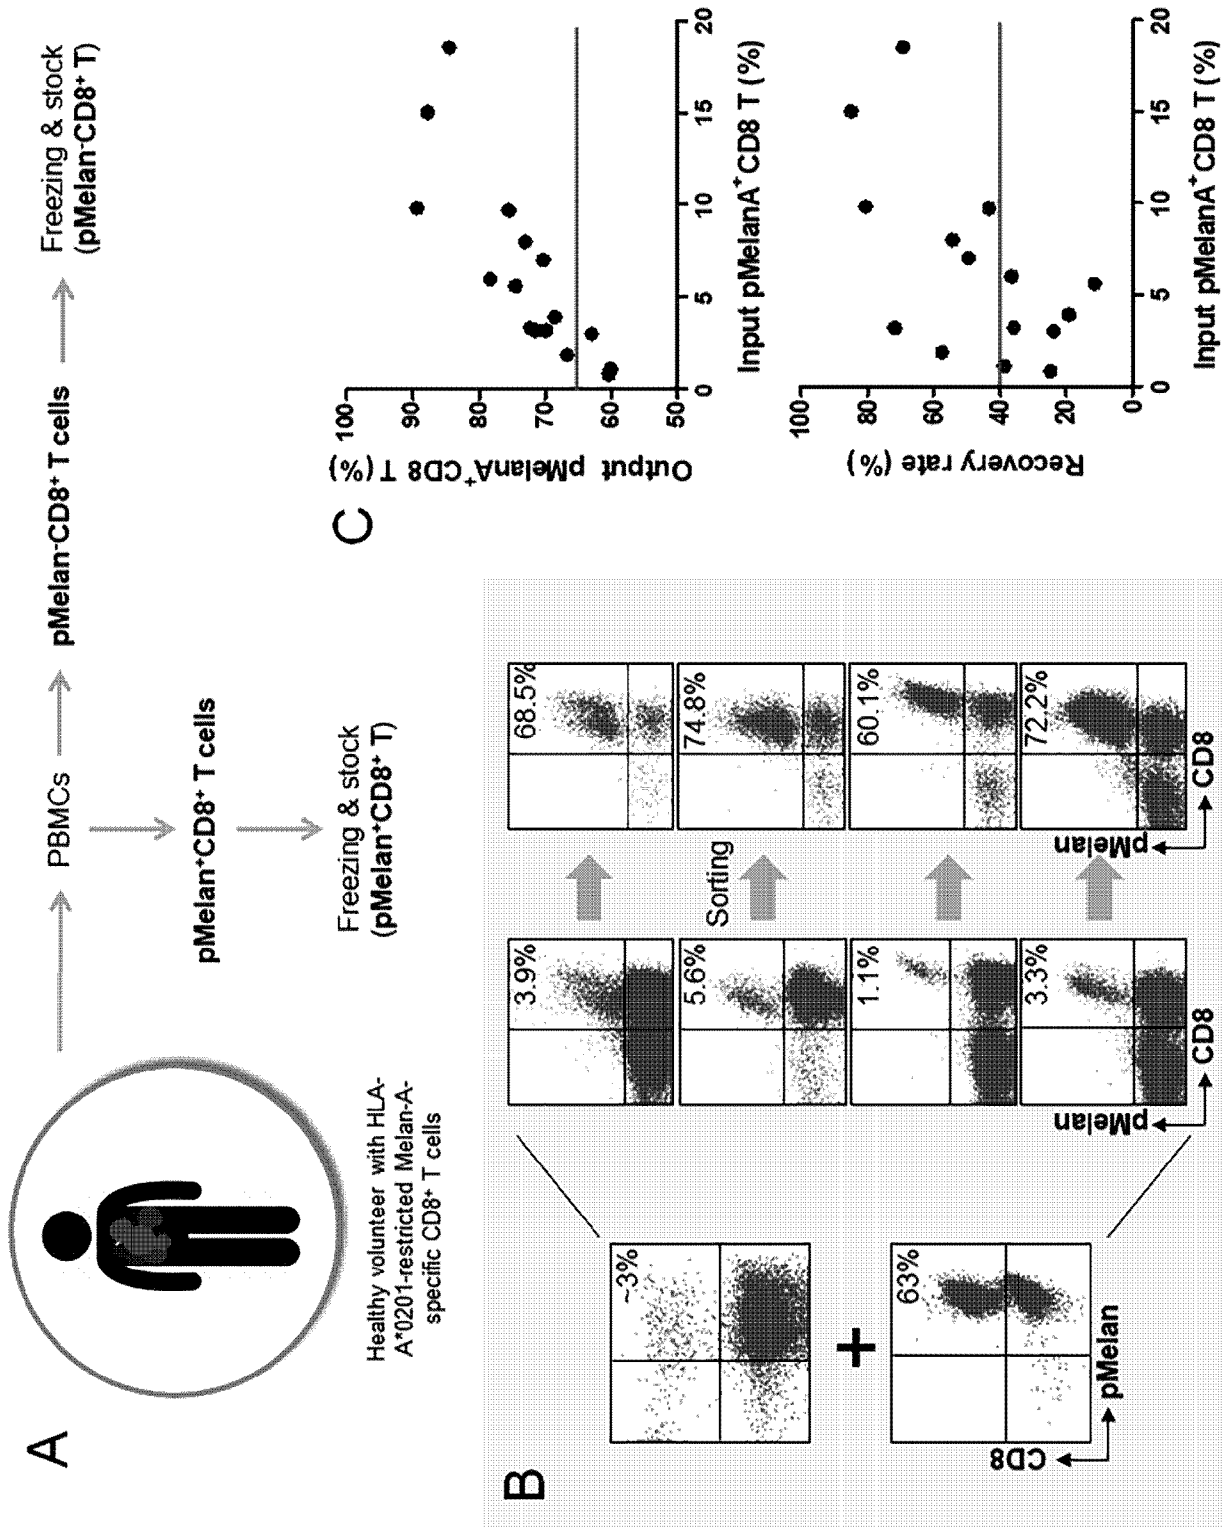 A
Healthy volunteer with HLA-
A*0201-restricted Melan-A-
specific CD8⁺ T cells
PBMCs
pMelan⁻CD8⁺ T cells
Freezing & stock
(pMelan⁻CD8⁺ T)
pMelan⁺CD8⁺ T cells
Freezing & stock
(pMelan⁺CD8⁺ T)
B
~3%
+
63%
CD8
pMelan
3.9%
5.6%
1.1%
3.3%
pMelan
CD8
Sorting
68.5%
74.8%
60.1%
72.2%
pMelan
CD8
C
Output pMelanA⁺CD8 T (%)
100
90
80
70
60
50
0 5 10 15 20
Input pMelanA⁺CD8 T (%)
Recovery rate (%)
100
80
60
40
20
0
0 5 10 15 20
Input pMelanA⁺CD8 T (%)